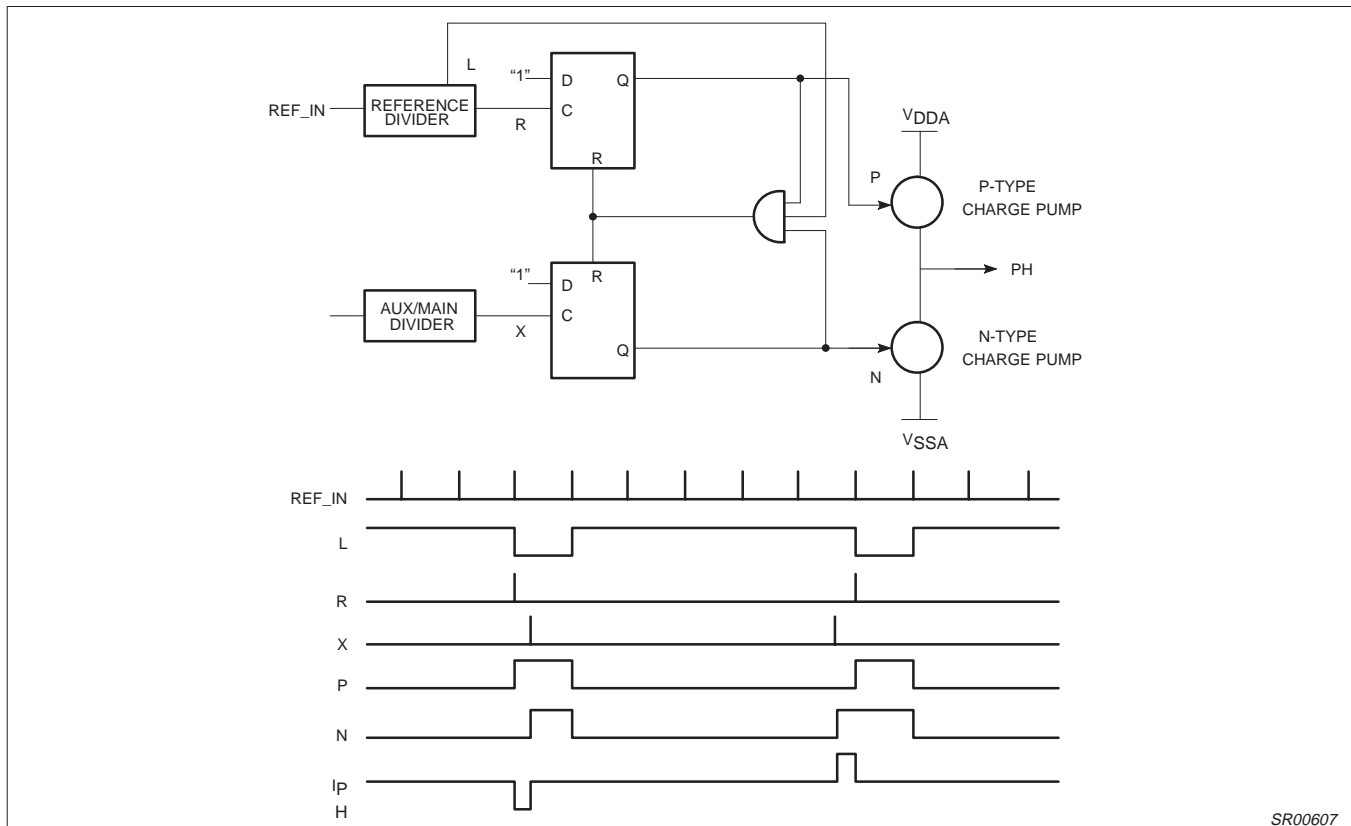 L
"1"
D
Q
REF_IN
REFERENCE
DIVIDER
R
C
R
VDDA
P
P-TYPE
CHARGE PUMP
PH
"1"
D
R
AUX/MAIN
DIVIDER
X
C
Q
N
N-TYPE
CHARGE PUMP
VSSA
REF_IN
L
R
X
P
N
IP
H
SR00607